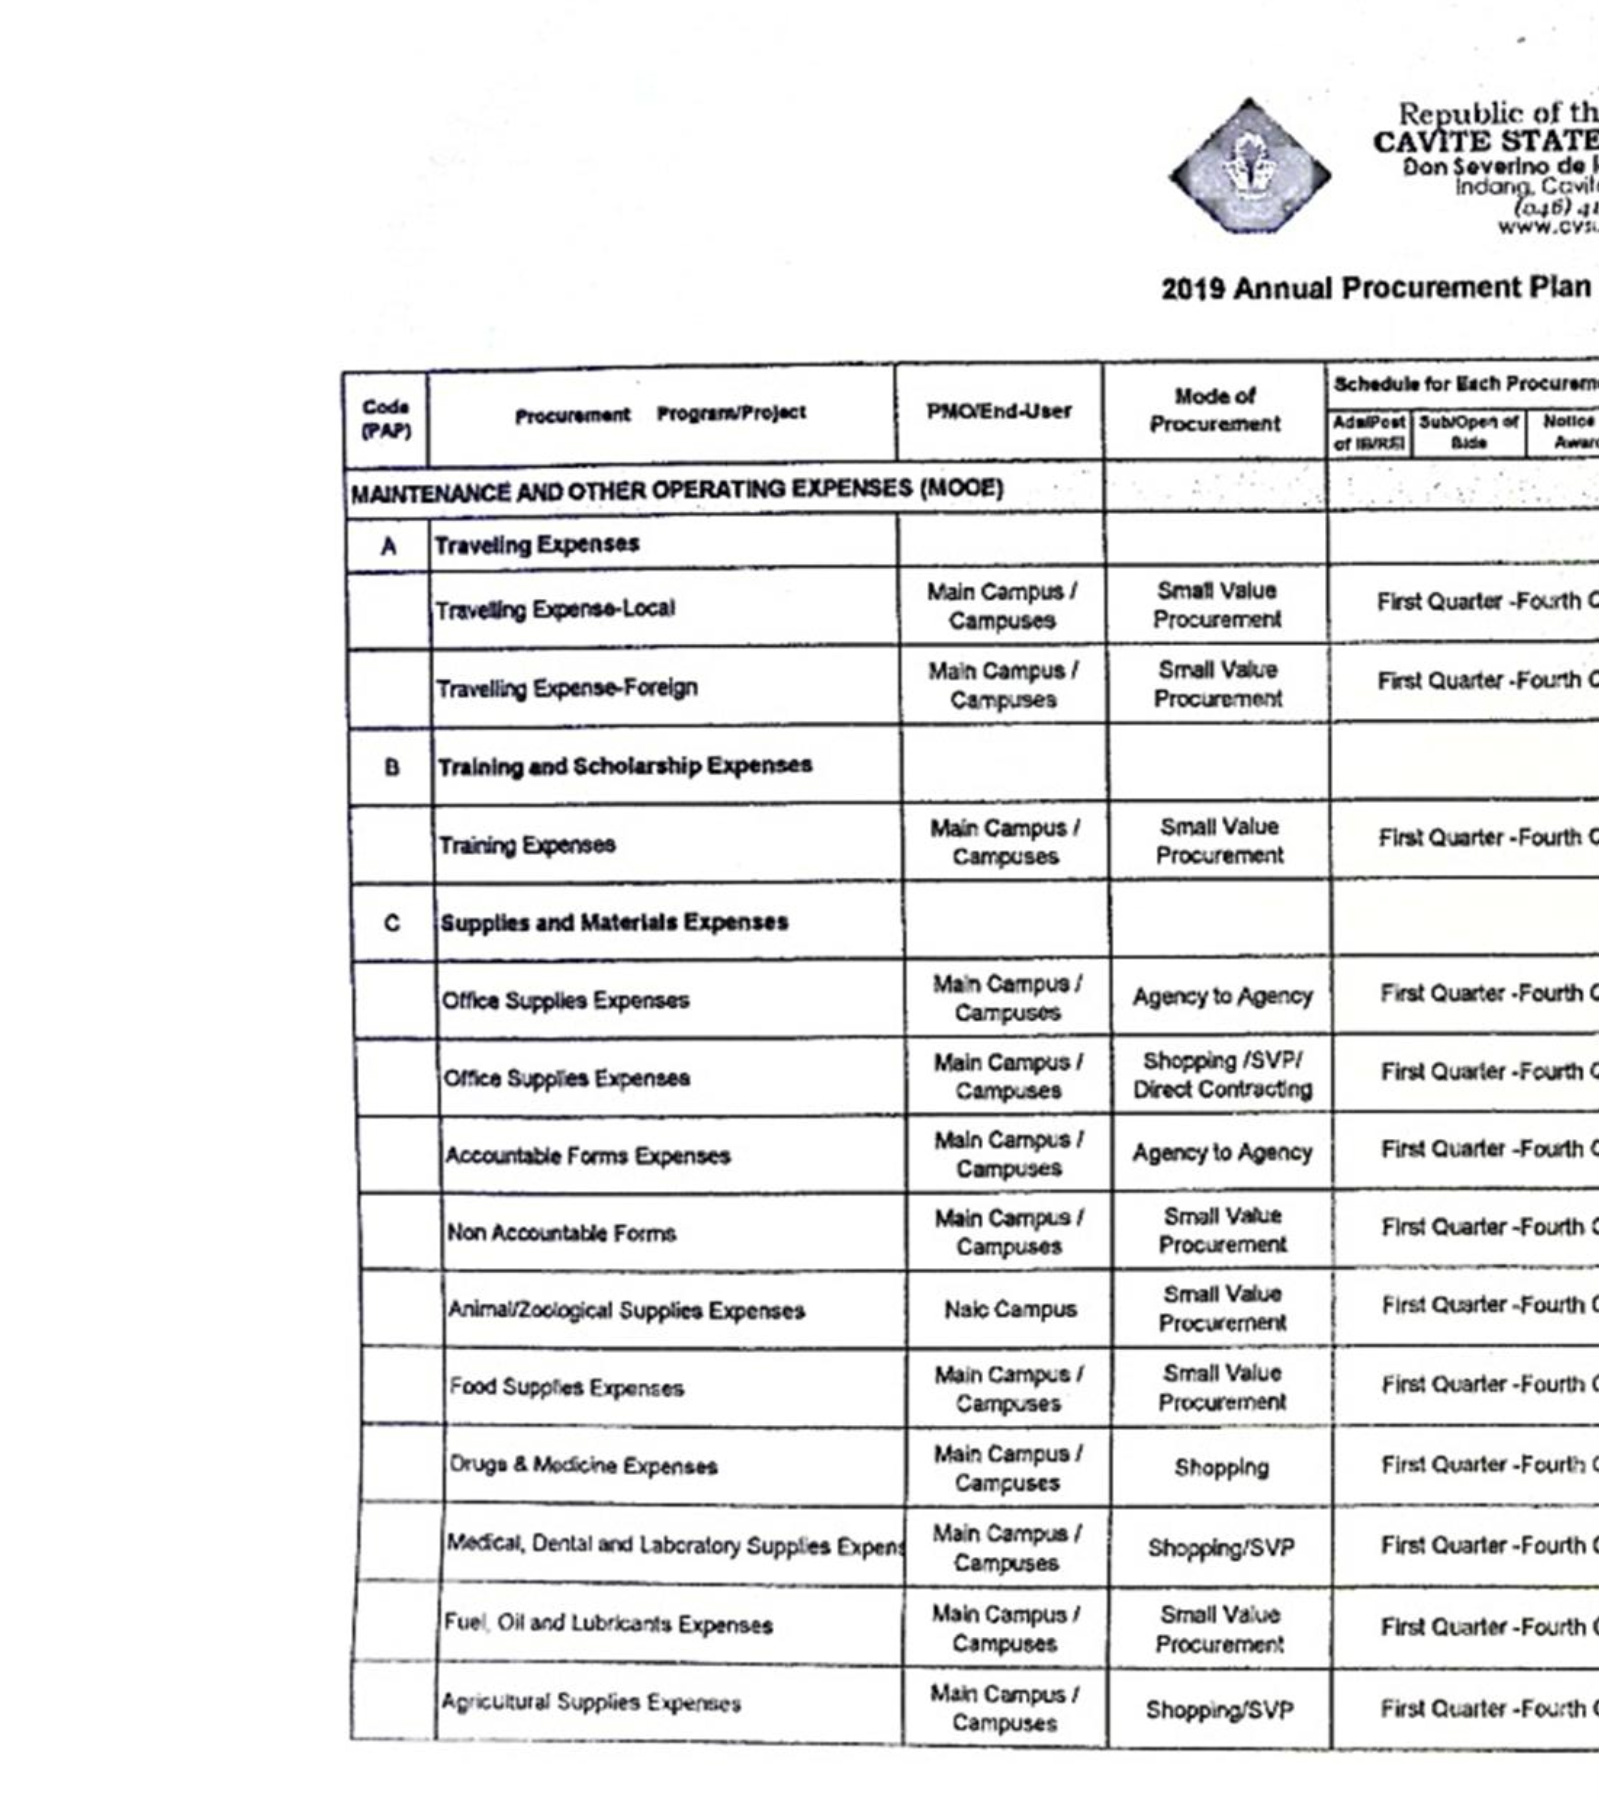 Republic of th
CAVITE STATE
Don Severino de
Indang, Cavit
(046) 41
www.cvsu
2019 Annual Procurement Plan
Code (PAP) Procurement Program/Project PMO/End-User Mode of Procurement Schedule for Each Procurem
Ads/Post of IB/REI Sub/Open of Bids Notice Awar
MAINTENANCE AND OTHER OPERATING EXPENSES (MOOE)
A Traveling Expenses
Travelling Expense-Local Main Campus / Campuses Small Value Procurement First Quarter -Fourth Q
Travelling Expense-Foreign Main Campus / Campuses Small Value Procurement First Quarter -Fourth Q
B Training and Scholarship Expenses
Training Expenses Main Campus / Campuses Small Value Procurement First Quarter -Fourth Q
C Supplies and Materials Expenses
Office Supplies Expenses Main Campus / Campuses Agency to Agency First Quarter -Fourth Q
Office Supplies Expenses Main Campus / Campuses Shopping /SVP/ Direct Contracting First Quarter -Fourth Q
Accountable Forms Expenses Main Campus / Campuses Agency to Agency First Quarter -Fourth Q
Non Accountable Forms Main Campus / Campuses Small Value Procurement First Quarter -Fourth Q
Animal/Zoological Supplies Expenses Naic Campus Small Value Procurement First Quarter -Fourth Q
Food Supplies Expenses Main Campus / Campuses Small Value Procurement First Quarter -Fourth Q
Drugs & Medicine Expenses Main Campus / Campuses Shopping First Quarter -Fourth Q
Medical, Dental and Laboratory Supplies Expens Main Campus / Campuses Shopping/SVP First Quarter -Fourth Q
Fuel, Oil and Lubricants Expenses Main Campus / Campuses Small Value Procurement First Quarter -Fourth Q
Agricultural Supplies Expenses Main Campus / Campuses Shopping/SVP First Quarter -Fourth Q